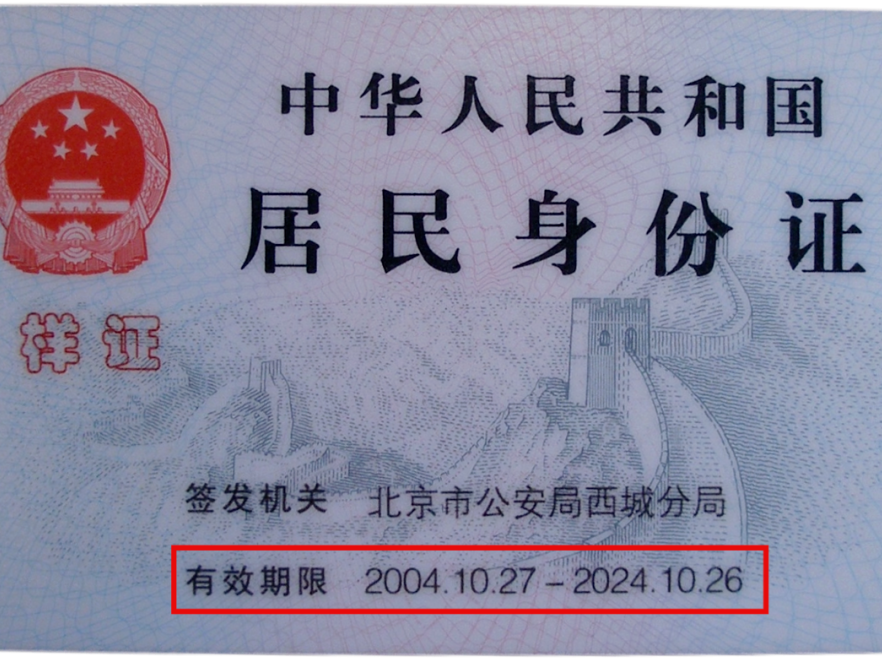 中华人民共和国
居民身份证
样证
签发机关 北京市公安局西城分局
有效期限 2004.10.27-2024.10.26